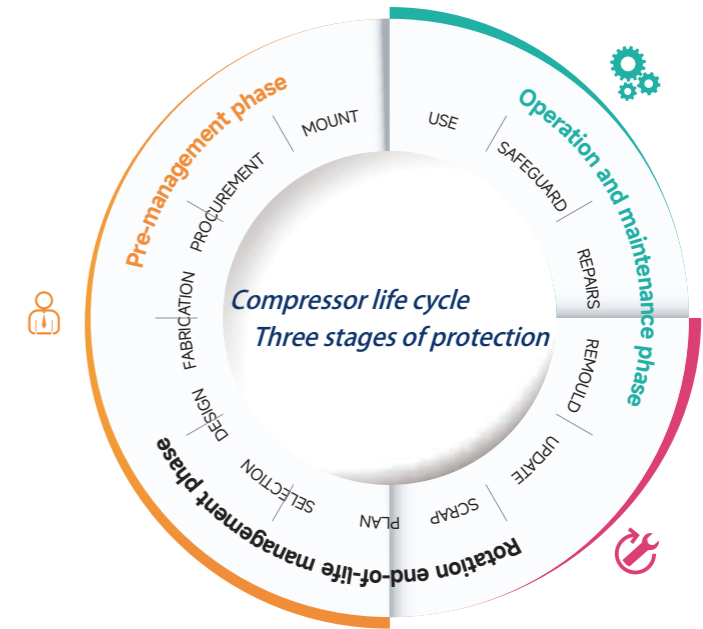 Pre-management phase
Operation and maintenance phase
Rotation end-of-life management phase
Compressor life cycle
Three stages of protection
PLAN
SELECTION
DESIGN
FABRICATION
PROCUREMENT
MOUNT
USE
SAFEGUARD
REPAIRS
REMOULD
UPDATE
SCRAP